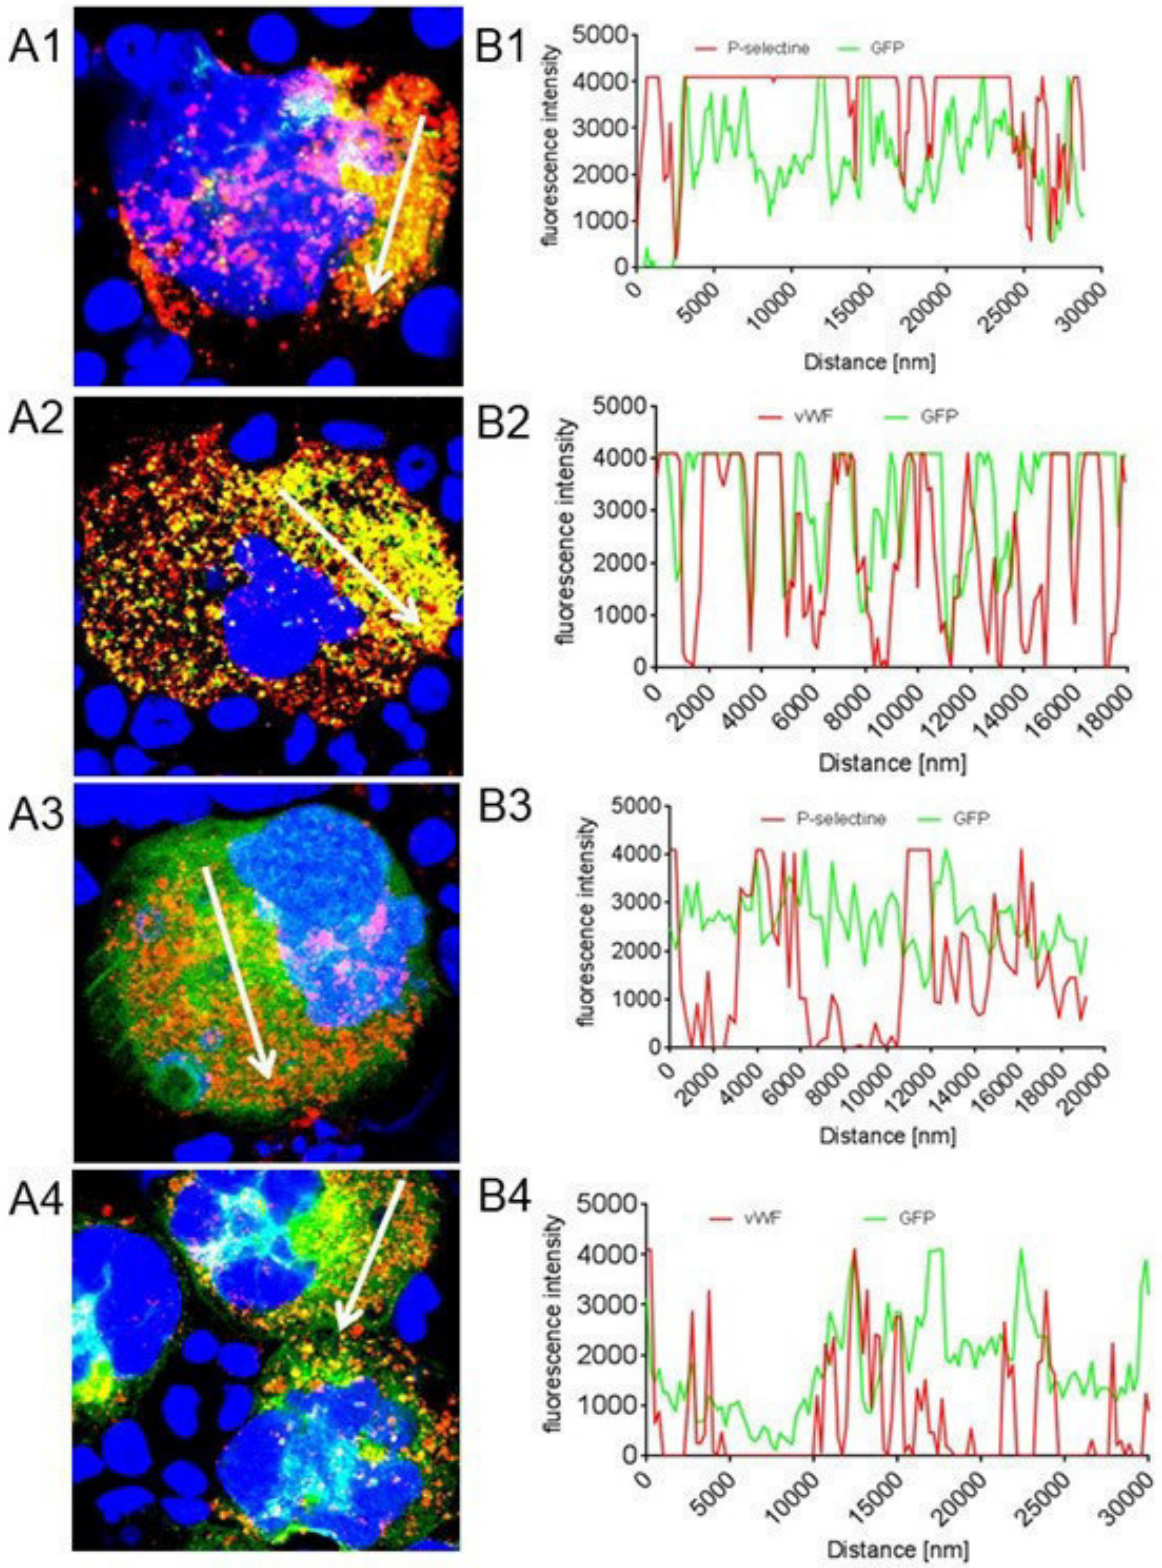 A1
B1
P-selectine GFP
fluorescence intensity
5000
4000
3000
2000
1000
0
0 5000 10000 15000 20000 25000 30000
Distance [nm]
A2
B2
vWF GFP
fluorescence intensity
5000
4000
3000
2000
1000
0
0 2000 4000 6000 8000 10000 12000 14000 16000 18000
Distance [nm]
A3
B3
P-selectine GFP
fluorescence intensity
5000
4000
3000
2000
1000
0
0 2000 4000 6000 8000 10000 12000 14000 16000 18000 20000
Distance [nm]
A4
B4
vWF GFP
fluorescence intensity
5000
4000
3000
2000
1000
0
0 5000 10000 15000 20000 25000 30000
Distance [nm]